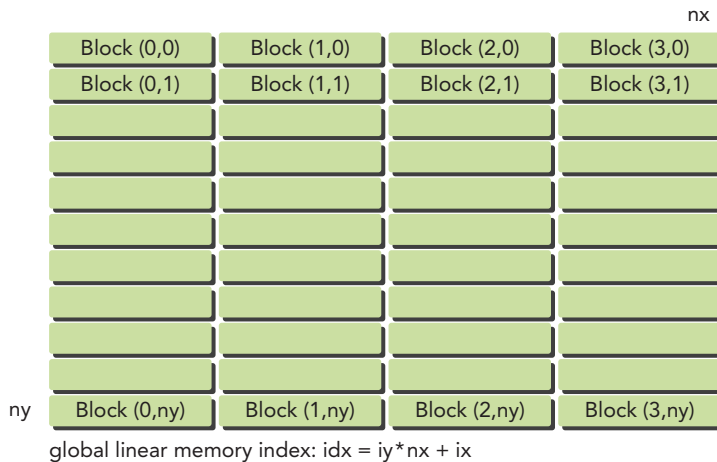 nx
Block (0,0) Block (1,0) Block (2,0) Block (3,0)
Block (0,1) Block (1,1) Block (2,1) Block (3,1)
ny Block (0,ny) Block (1,ny) Block (2,ny) Block (3,ny)
global linear memory index: idx = iy*nx + ix